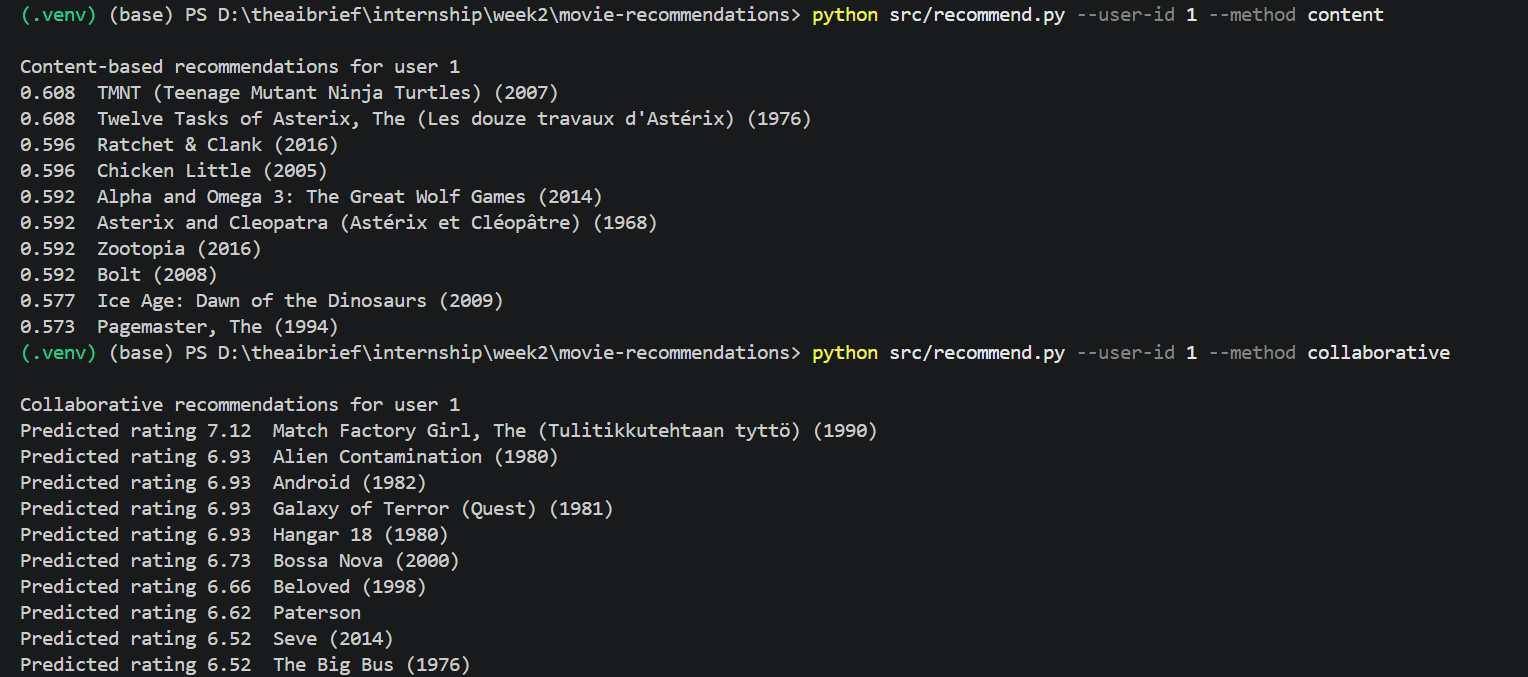 (.venv) (base) PS D:\theaibrief\internship\week2\movie-recommendations> python src/recommend.py --user-id 1 --method content
Content-based recommendations for user 1
0.608  TMNT (Teenage Mutant Ninja Turtles) (2007)
0.608  Twelve Tasks of Asterix, The (Les douze travaux d'Astérix) (1976)
0.596  Ratchet & Clank (2016)
0.596  Chicken Little (2005)
0.592  Alpha and Omega 3: The Great Wolf Games (2014)
0.592  Asterix and Cleopatra (Astérix et Cléopâtre) (1968)
0.592  Zootopia (2016)
0.592  Bolt (2008)
0.577  Ice Age: Dawn of the Dinosaurs (2009)
0.573  Pagemaster, The (1994)
(.venv) (base) PS D:\theaibrief\internship\week2\movie-recommendations> python src/recommend.py --user-id 1 --method collaborative
Collaborative recommendations for user 1
Predicted rating 7.12  Match Factory Girl, The (Tulitikkutehtaan tyttö) (1990)
Predicted rating 6.93  Alien Contamination (1980)
Predicted rating 6.93  Android (1982)
Predicted rating 6.93  Galaxy of Terror (Quest) (1981)
Predicted rating 6.93  Hangar 18 (1980)
Predicted rating 6.73  Bossa Nova (2000)
Predicted rating 6.66  Beloved (1998)
Predicted rating 6.62  Paterson
Predicted rating 6.52  Seve (2014)
Predicted rating 6.52  The Big Bus (1976)